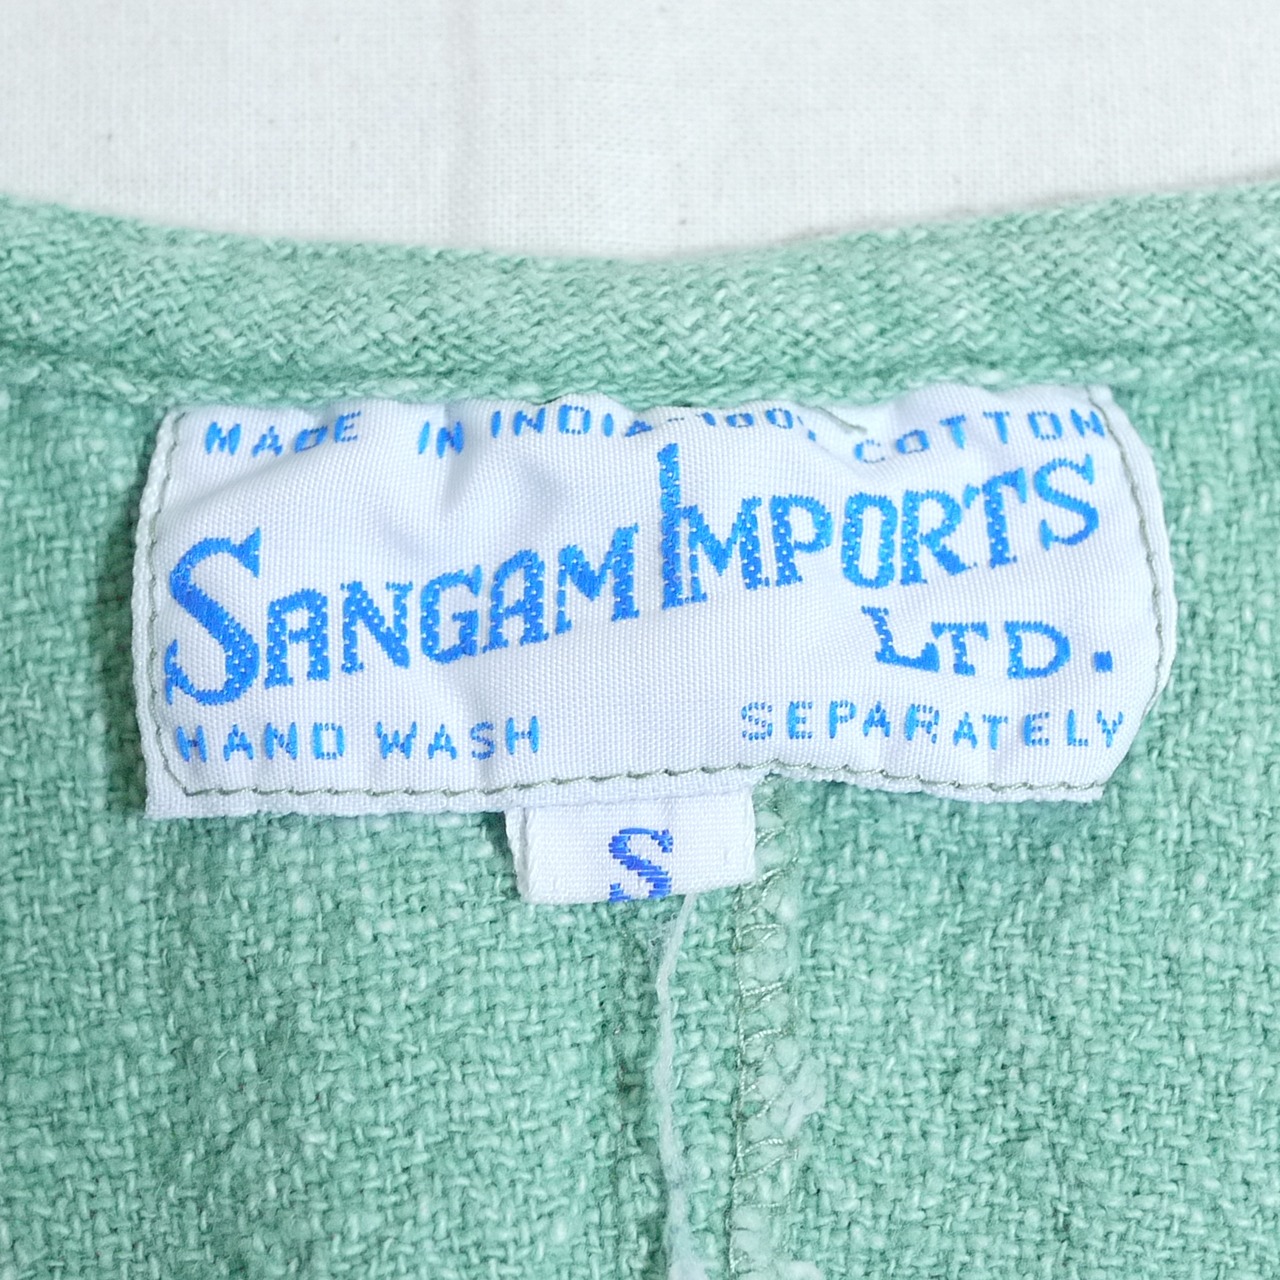 MADE IN INDIA 100% COTTON
SANGAM IMPORTS
LTD.
HAND WASH SEPARATELY
S